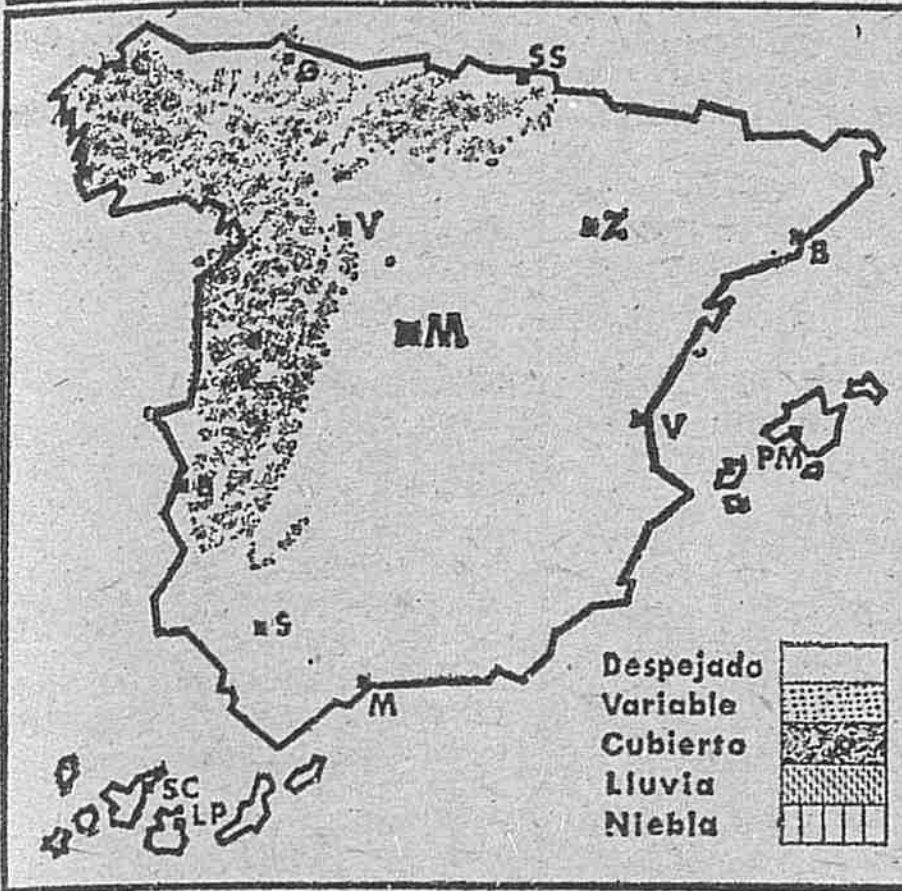 SS
O
V
Z
B
M
V
PM
S
M
SC
LP
Despejado
Variable
Cubierto
Lluvia
Niebla